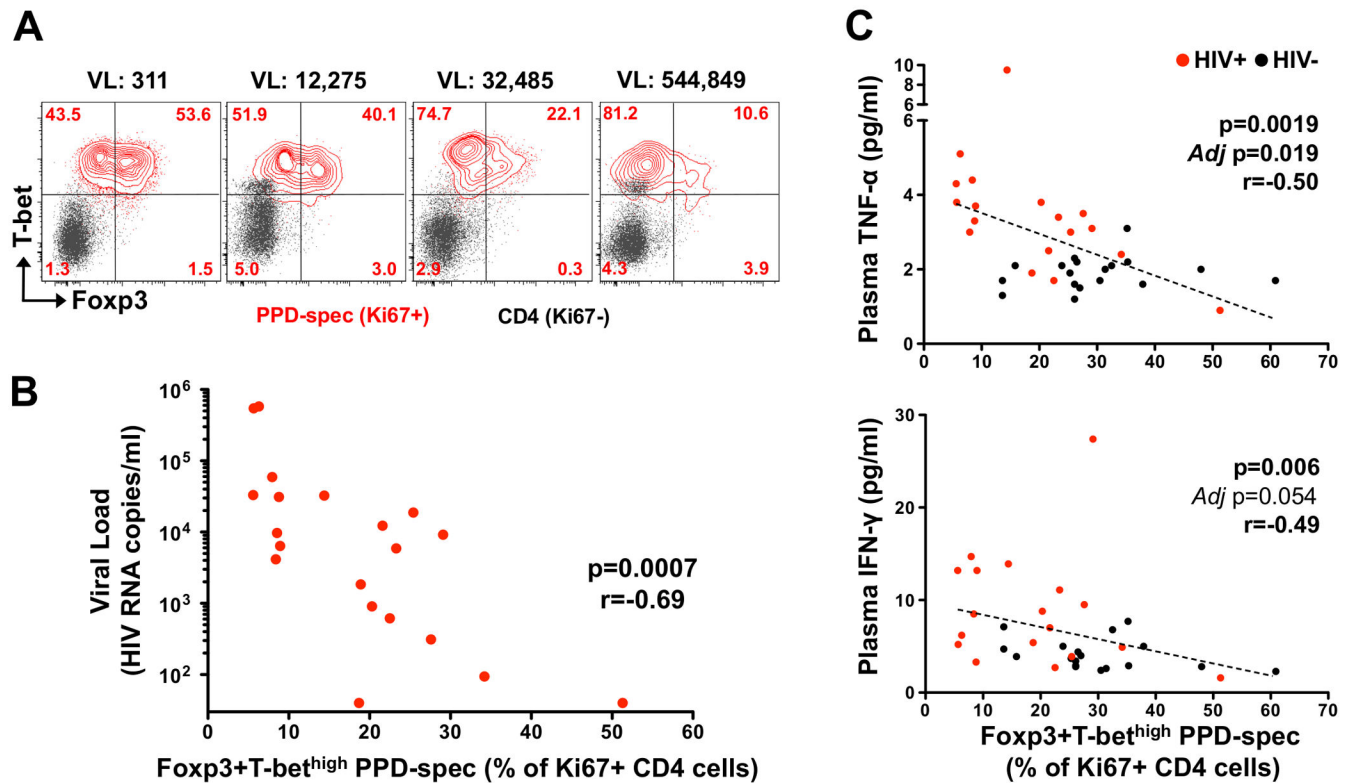 A
VL: 311 VL: 12,275 VL: 32,485 VL: 544,849
43.5 53.6 51.9 40.1 74.7 22.1 81.2 10.6
1.3 1.5 5.0 3.0 2.9 0.3 4.3 3.9
T-bet
Foxp3
PPD-spec (Ki67+) CD4 (Ki67-)
B
Viral Load
(HIV RNA copies/ml)
10⁶
10⁵
10⁴
10³
10²
p=0.0007
r=-0.69
0 10 20 30 40 50 60
Foxp3+T-betʰⁱᵍʰ PPD-spec (% of Ki67+ CD4 cells)
C
HIV+ HIV-
Plasma TNF-α (pg/ml)
10
8
6
6
4
2
0
p=0.0019
Adj p=0.019
r=-0.50
0 10 20 30 40 50 60 70
Plasma IFN-γ (pg/ml)
30
20
10
0
p=0.006
Adj p=0.054
r=-0.49
0 10 20 30 40 50 60 70
Foxp3+T-betʰⁱᵍʰ PPD-spec
(% of Ki67+ CD4 cells)